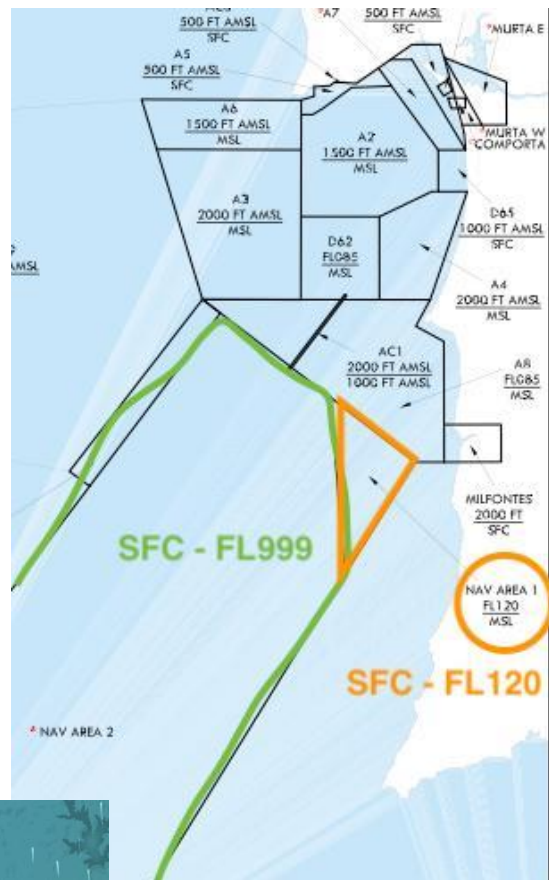 500 FT AMSL
SFC
A7
500 FT AMSL
SFC
MURTA E
A5
500 FT AMSL
SFC
A6
1500 FT AMSL
MSL
A2
1500 FT AMSL
MSL
MURTA W
COMPORTA
A3
2000 FT AMSL
MSL
D65
1000 FT AMSL
SFC
D62
FL085
MSL
AMSL
A4
2000 FT AMSL
MSL
AC1
2000 FT AMSL
1000 FT AMSL
A8
FL085
MSL
MILFONTES
2000 FT
SFC
SFC - FL999
NAV AREA 1
FL120
MSL
SFC - FL120
NAV AREA 2